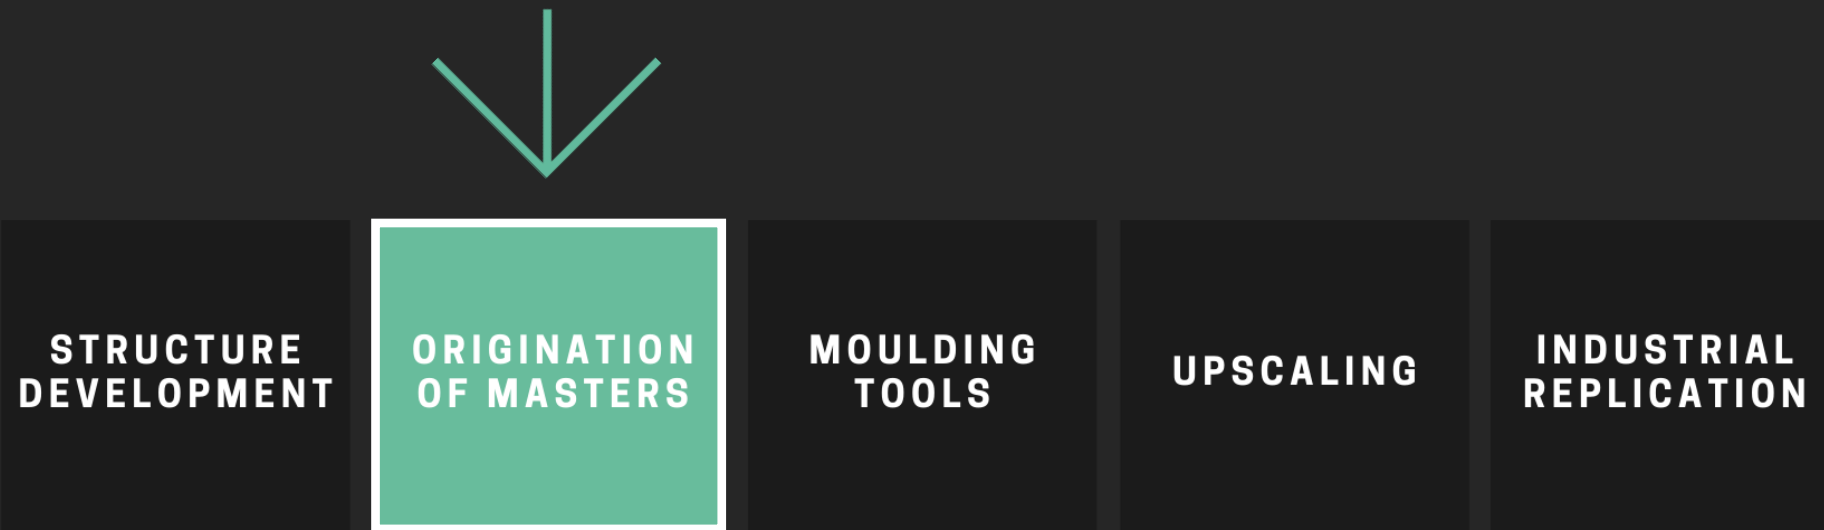 STRUCTURE
DEVELOPMENT
ORIGINATION
OF MASTERS
MOULDING
TOOLS
UPSCALING
INDUSTRIAL
REPLICATION